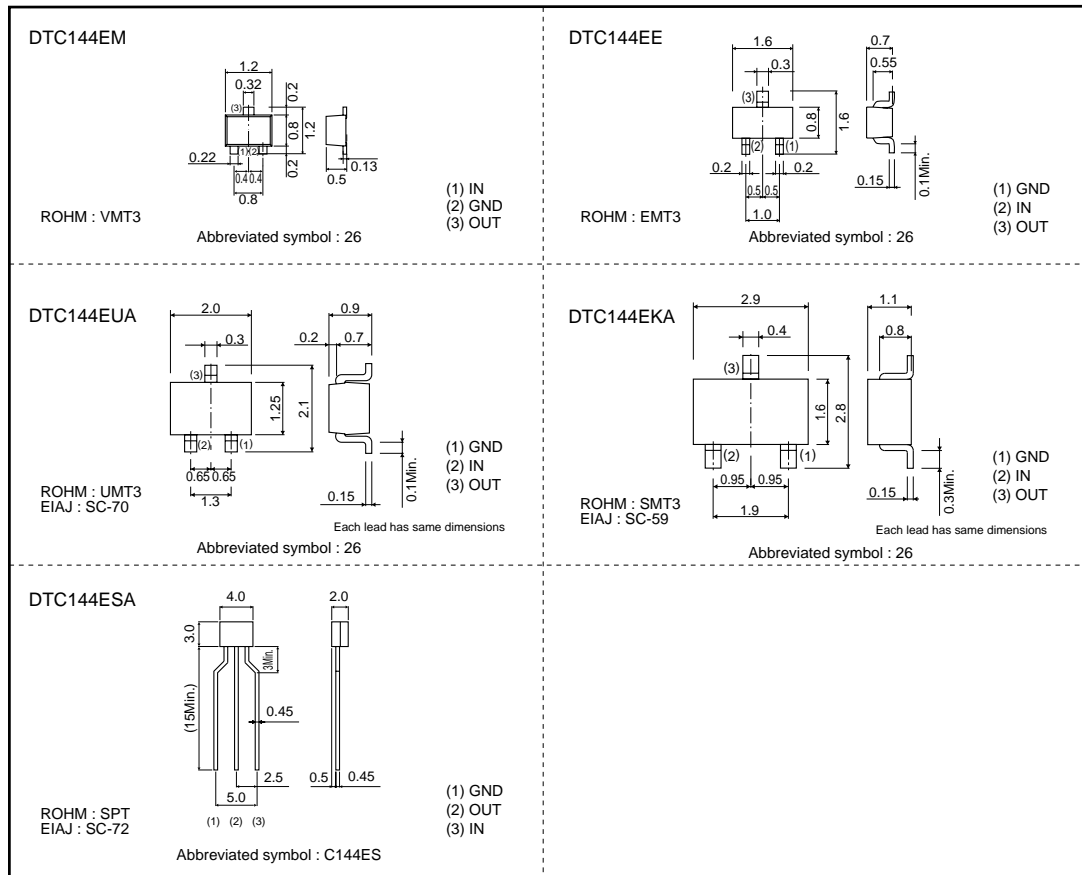 DTC144EM
1.2
0.32
0.2
(3)
0.8
1.2
(1) (2)
0.22
0.2
0.4 0.4
0.8
0.5
0.13
ROHM : VMT3
(1) IN
(2) GND
(3) OUT
Abbreviated symbol : 26
DTC144EE
1.6
0.7
0.3
0.55
(3)
0.8
1.6
(2) (1)
0.2 0.2
0.5 0.5
1.0
0.15
0.1Min.
ROHM : EMT3
(1) GND
(2) IN
(3) OUT
Abbreviated symbol : 26
DTC144EUA
2.0
0.9
0.3
0.2 0.7
(3)
1.25
2.1
(2) (1)
0.65 0.65
1.3
0.15
0.1Min.
ROHM : UMT3
EIAJ : SC-70
(1) GND
(2) IN
(3) OUT
Each lead has same dimensions
Abbreviated symbol : 26
DTC144EKA
2.9
1.1
0.4
0.8
(3)
1.6
2.8
(2) (1)
0.95 0.95
1.9
0.15
0.3Min.
ROHM : SMT3
EIAJ : SC-59
(1) GND
(2) IN
(3) OUT
Each lead has same dimensions
Abbreviated symbol : 26
DTC144ESA
4.0
2.0
3.0
3Min.
(15Min.)
0.45
2.5
5.0
0.5 0.45
(1) (2) (3)
ROHM : SPT
EIAJ : SC-72
(1) GND
(2) OUT
(3) IN
Abbreviated symbol : C144ES